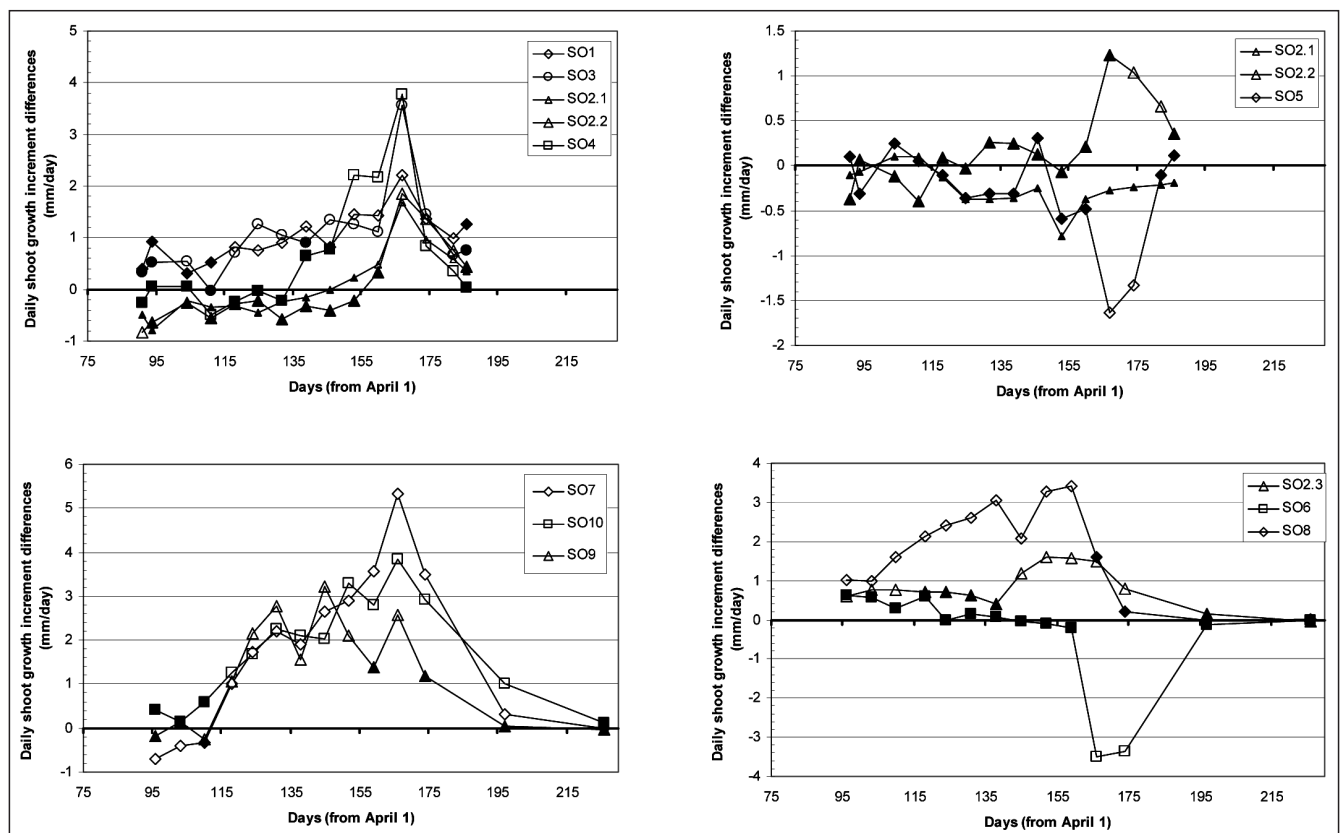 Daily shoot growth increment differences
(mm/day)
6
5
4
3
2
1
0
-1
75 95 115 135 155 175 195 215
Days (from April 1)
SO1
SO3
SO2.1
SO2.2
SO4
Daily shoot growth increment differences
(mm/day)
1.5
1
0.5
0
-0.5
-1
-1.5
-2
75 95 115 135 155 175 195 215
Days (from April 1)
SO2.1
SO2.2
SO5
Daily shoot growth increment differences
(mm/day)
6
5
4
3
2
1
0
-1
75 95 115 135 155 175 195 215
Days (from April 1)
SO7
SO10
SO9
Daily shoot growth increment differences
(mm/day)
4
3
2
1
0
-1
-2
-3
-4
75 95 115 135 155 175 195 215
Days (from April 1)
SO2.3
SO6
SO8